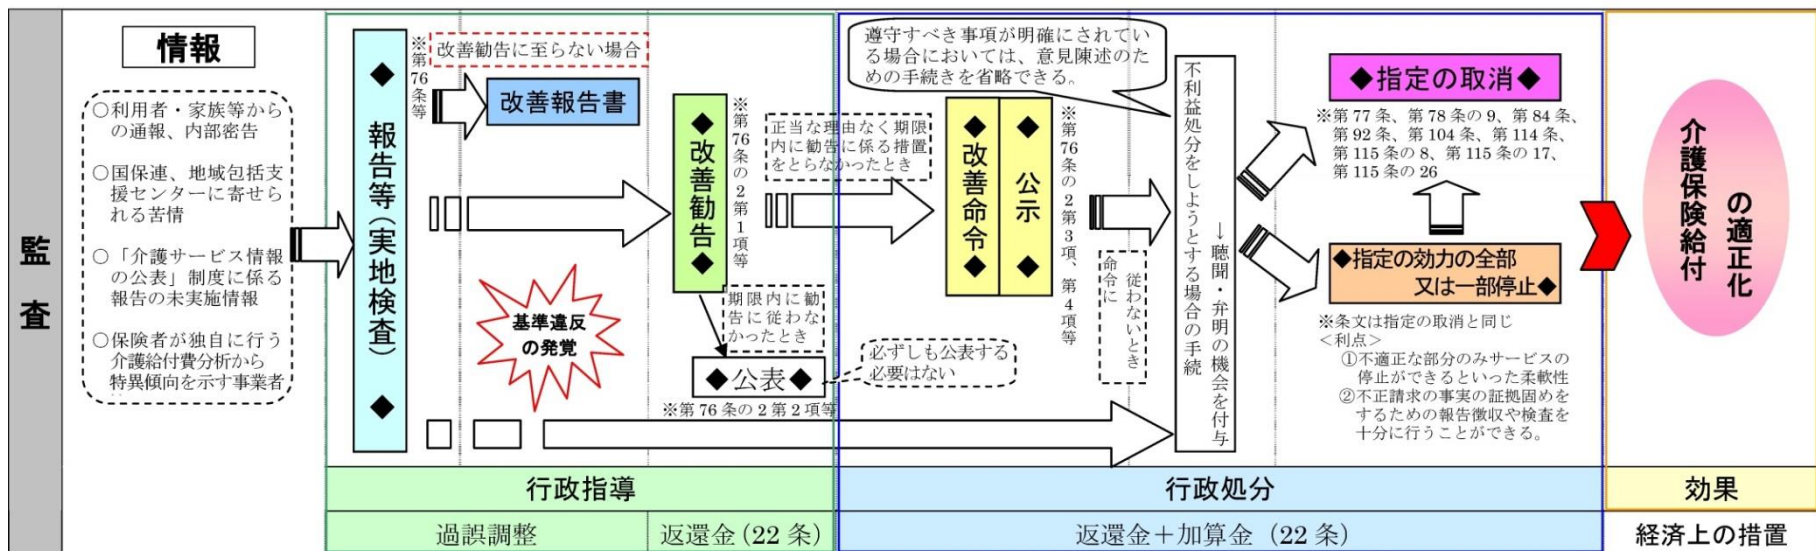 監査
情報
○利用者・家族等から
の通報、内部密告
○国保連、地域包括支
援センターに寄せら
れる苦情
○「介護サービス情報
の公表」制度に係る
報告の未実施情報
○保険者が独自に行う
介護給付費分析から
特異傾向を示す事業者
◆報告等(実地検査)◆
※第76条等
改善勧告に至らない場合
改善報告書
基準違反
の発覚
◆改善勧告◆
※第76条の2第1項等
期限内に勧
告に従わな
かったとき
◆公表◆
※第76条の2第2項等
必ずしも公表する
必要はない
正当な理由なく期限
内に勧告に係る措置
をとらなかったとき
◆改善命令◆
◆公示◆
※第76条の2第3項、第4項等
遵守すべき事項が明確にされてい
る場合においては、意見陳述のた
めの手続きを省略できる。
命令に
従わないとき
不利益処分をしようとする場合の手続
→聴聞・弁明の機会を付与
◆指定の取消◆
※第77条、第78条の9、第84条、
第92条、第104条、第114条、
第115条の8、第115条の17、
第115条の26
◆指定の効力の全部
又は一部停止◆
※条文は指定の取消と同じ
<利点>
①不適正な部分のみサービスの
停止ができるといった柔軟性
②不正請求の事実の証拠固めを
するための報告徴収や検査を
十分に行うことができる。
介護保険給付
の適正化
行政指導
行政処分
効果
過誤調整
返還金(22条)
返還金+加算金(22条)
経済上の措置